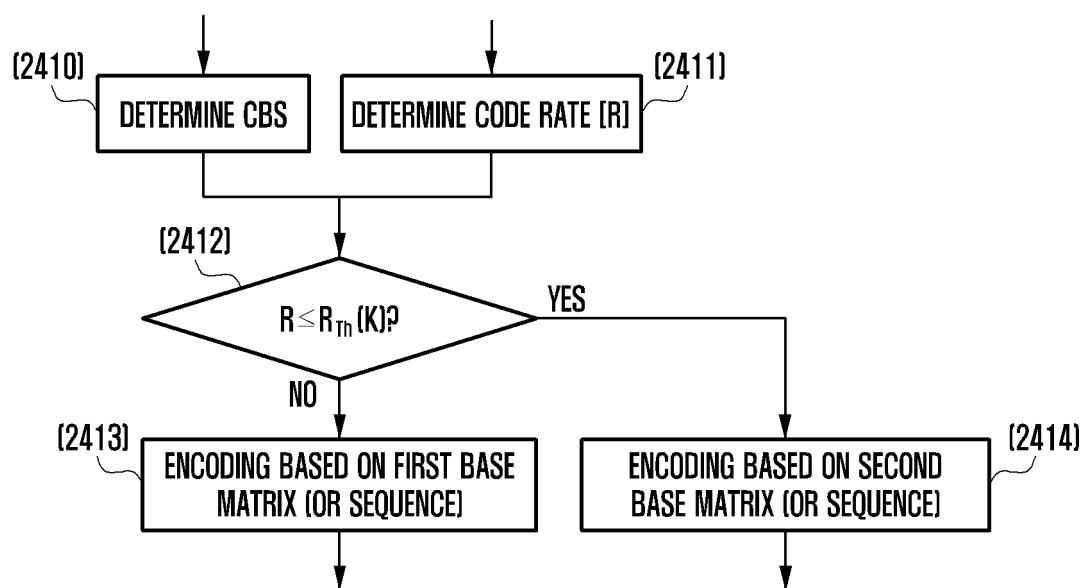 (2410)
DETERMINE CBS
(2411)
DETERMINE CODE RATE [R]
(2412)
R≤R_Th(K)?
YES
NO
(2413)
ENCODING BASED ON FIRST BASE
MATRIX (OR SEQUENCE)
(2414)
ENCODING BASED ON SECOND
BASE MATRIX (OR SEQUENCE)